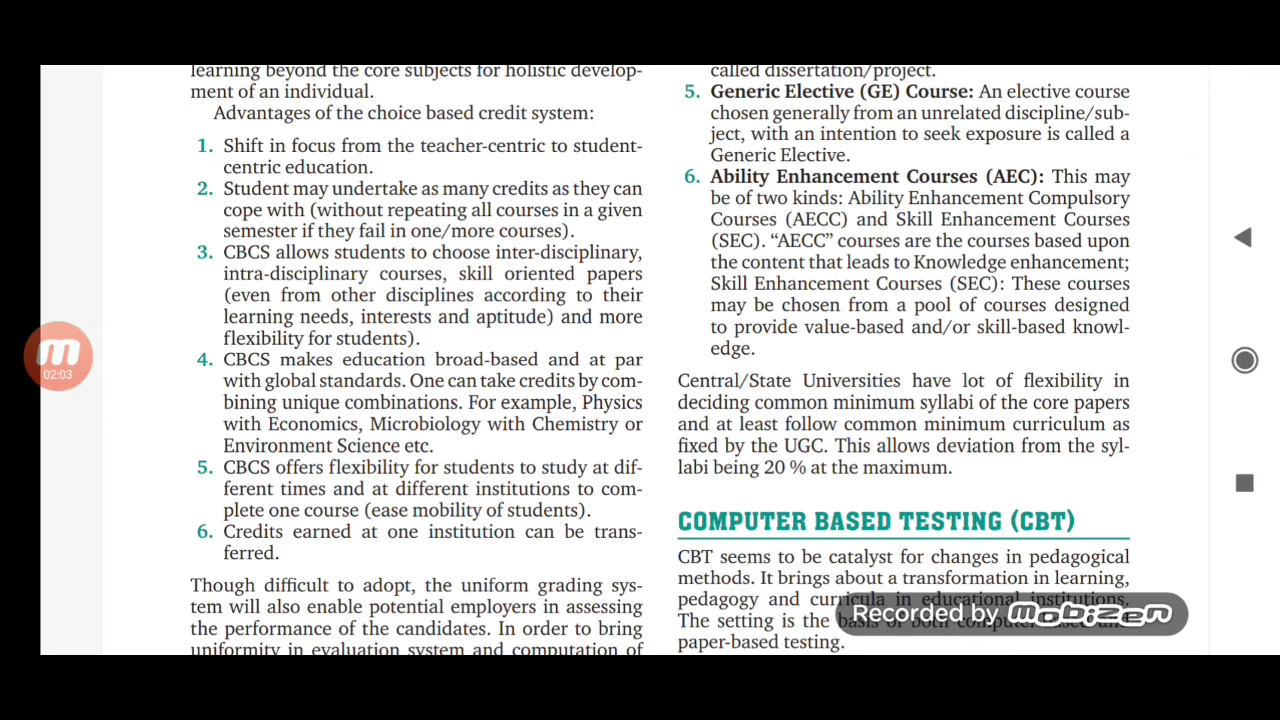 learning beyond the core subjects for holistic develop-
ment of an individual.
Advantages of the choice based credit system:
1. Shift in focus from the teacher-centric to student-
centric education.
2. Student may undertake as many credits as they can
cope with (without repeating all courses in a given
semester if they fail in one/more courses).
3. CBCS allows students to choose inter-disciplinary,
intra-disciplinary courses, skill oriented papers
(even from other disciplines according to their
learning needs, interests and aptitude) and more
flexibility for students).
4. CBCS makes education broad-based and at par
with global standards. One can take credits by com-
bining unique combinations. For example, Physics
with Economics, Microbiology with Chemistry or
Environment Science etc.
5. CBCS offers flexibility for students to study at dif-
ferent times and at different institutions to com-
plete one course (ease mobility of students).
6. Credits earned at one institution can be trans-
ferred.
Though difficult to adopt, the uniform grading sys-
tem will also enable potential employers in assessing
the performance of the candidates. In order to bring
uniformity in evaluation system and computation of
called dissertation/project.
5. Generic Elective (GE) Course: An elective course
chosen generally from an unrelated discipline/sub-
ject, with an intention to seek exposure is called a
Generic Elective.
6. Ability Enhancement Courses (AEC): This may
be of two kinds: Ability Enhancement Compulsory
Courses (AECC) and Skill Enhancement Courses
(SEC). “AECC” courses are the courses based upon
the content that leads to Knowledge enhancement;
Skill Enhancement Courses (SEC): These courses
may be chosen from a pool of courses designed
to provide value-based and/or skill-based knowl-
edge.
Central/State Universities have lot of flexibility in
deciding common minimum syllabi of the core papers
and at least follow common minimum curriculum as
fixed by the UGC. This allows deviation from the syl-
labi being 20 % at the maximum.
COMPUTER BASED TESTING (CBT)
CBT seems to be catalyst for changes in pedagogical
methods. It brings about a transformation in learning,
pedagogy and curricula in educational institutions.
The setting is the basis of both computer-based and
paper-based testing.
m
02:03
Recorded by mobizen